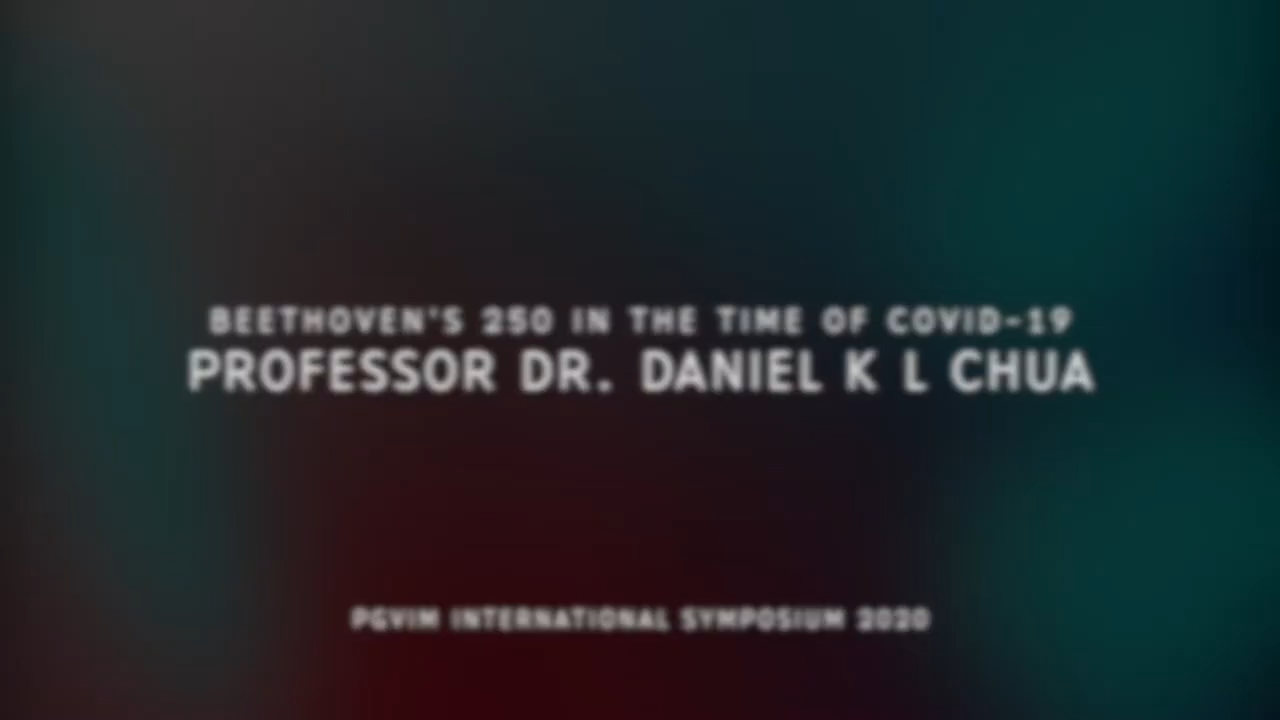 BEETHOVEN'S 250 IN THE TIME OF COVID-19
PROFESSOR DR. DANIEL K L CHUA
PGVIM INTERNATIONAL SYMPOSIUM 2020